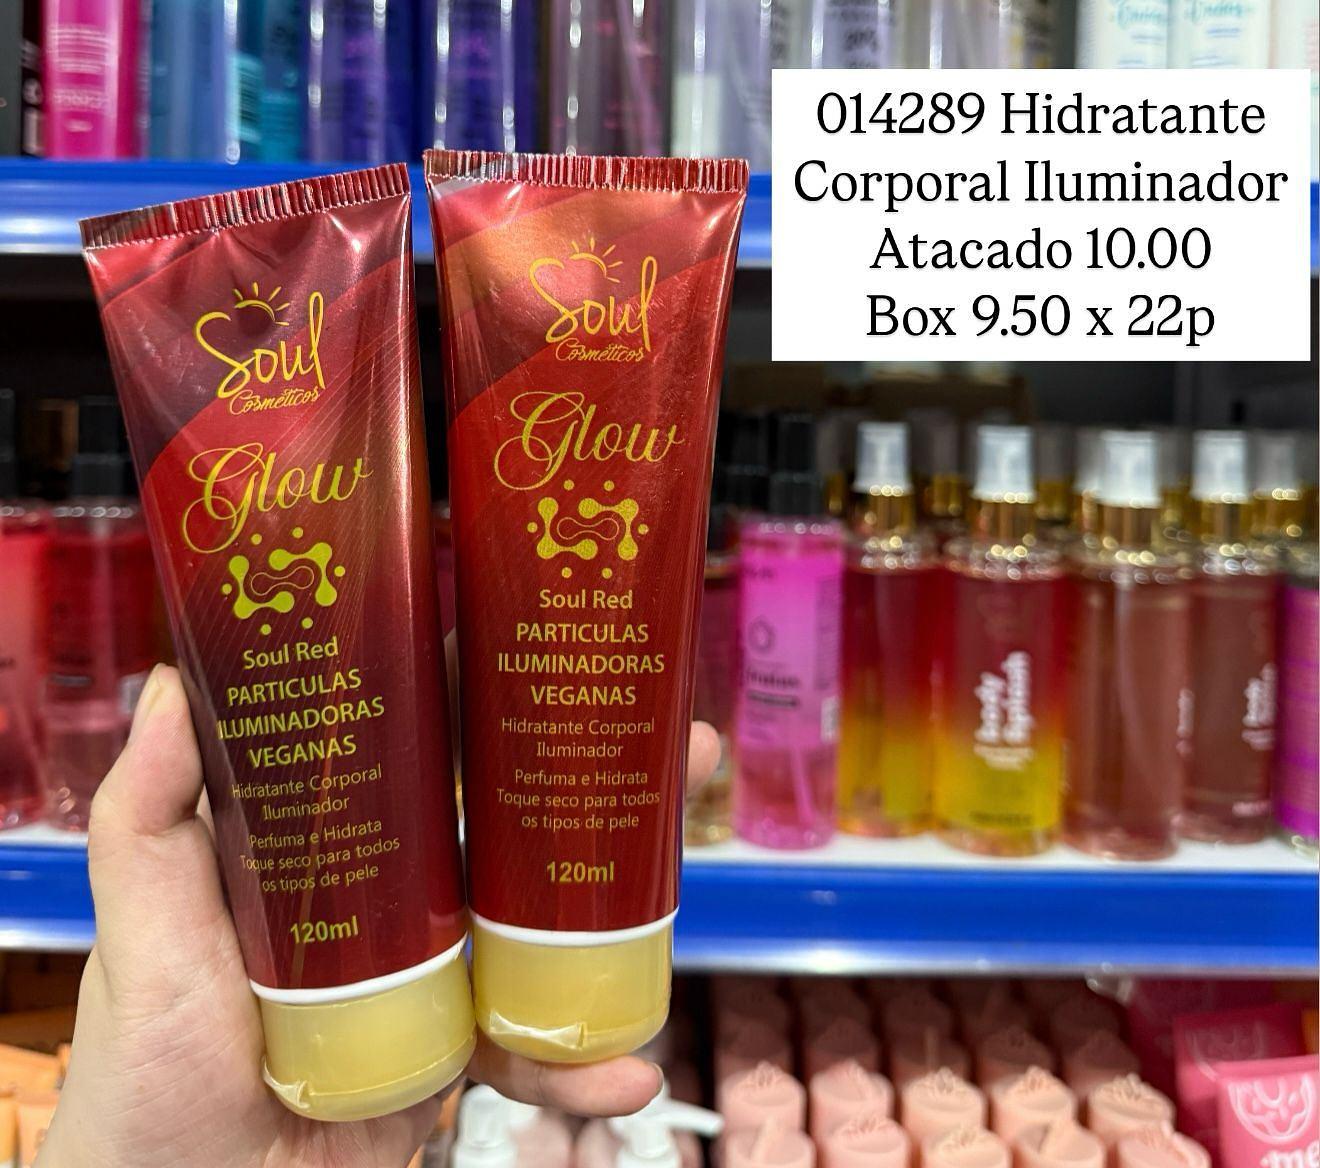 014289 Hidratante
Corporal Iluminador
Atacado 10.00
Box 9.50 x 22p
Soul
Cosméticos
Glow
Soul Red
PARTICULAS
ILUMINADORAS
VEGANAS
Hidratante Corporal
Iluminador
Perfuma e Hidrata
Toque seco para todos
os tipos de pele
120ml
Soul
Cosméticos
Glow
Soul Red
PARTICULAS
ILUMINADORAS
VEGANAS
Hidratante Corporal
Iluminador
Perfuma e Hidrata
Toque seco para todos
os tipos de pele
120ml
body
splash